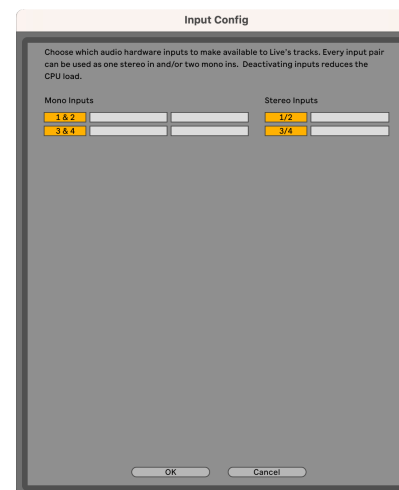 Input Config
Choose which audio hardware inputs to make available to Live's tracks. Every input pair
can be used as one stereo in and/or two mono ins.  Deactivating inputs reduces the
CPU load.
Mono Inputs Stereo Inputs
1 & 2 1/2
3 & 4 3/4
OK Cancel